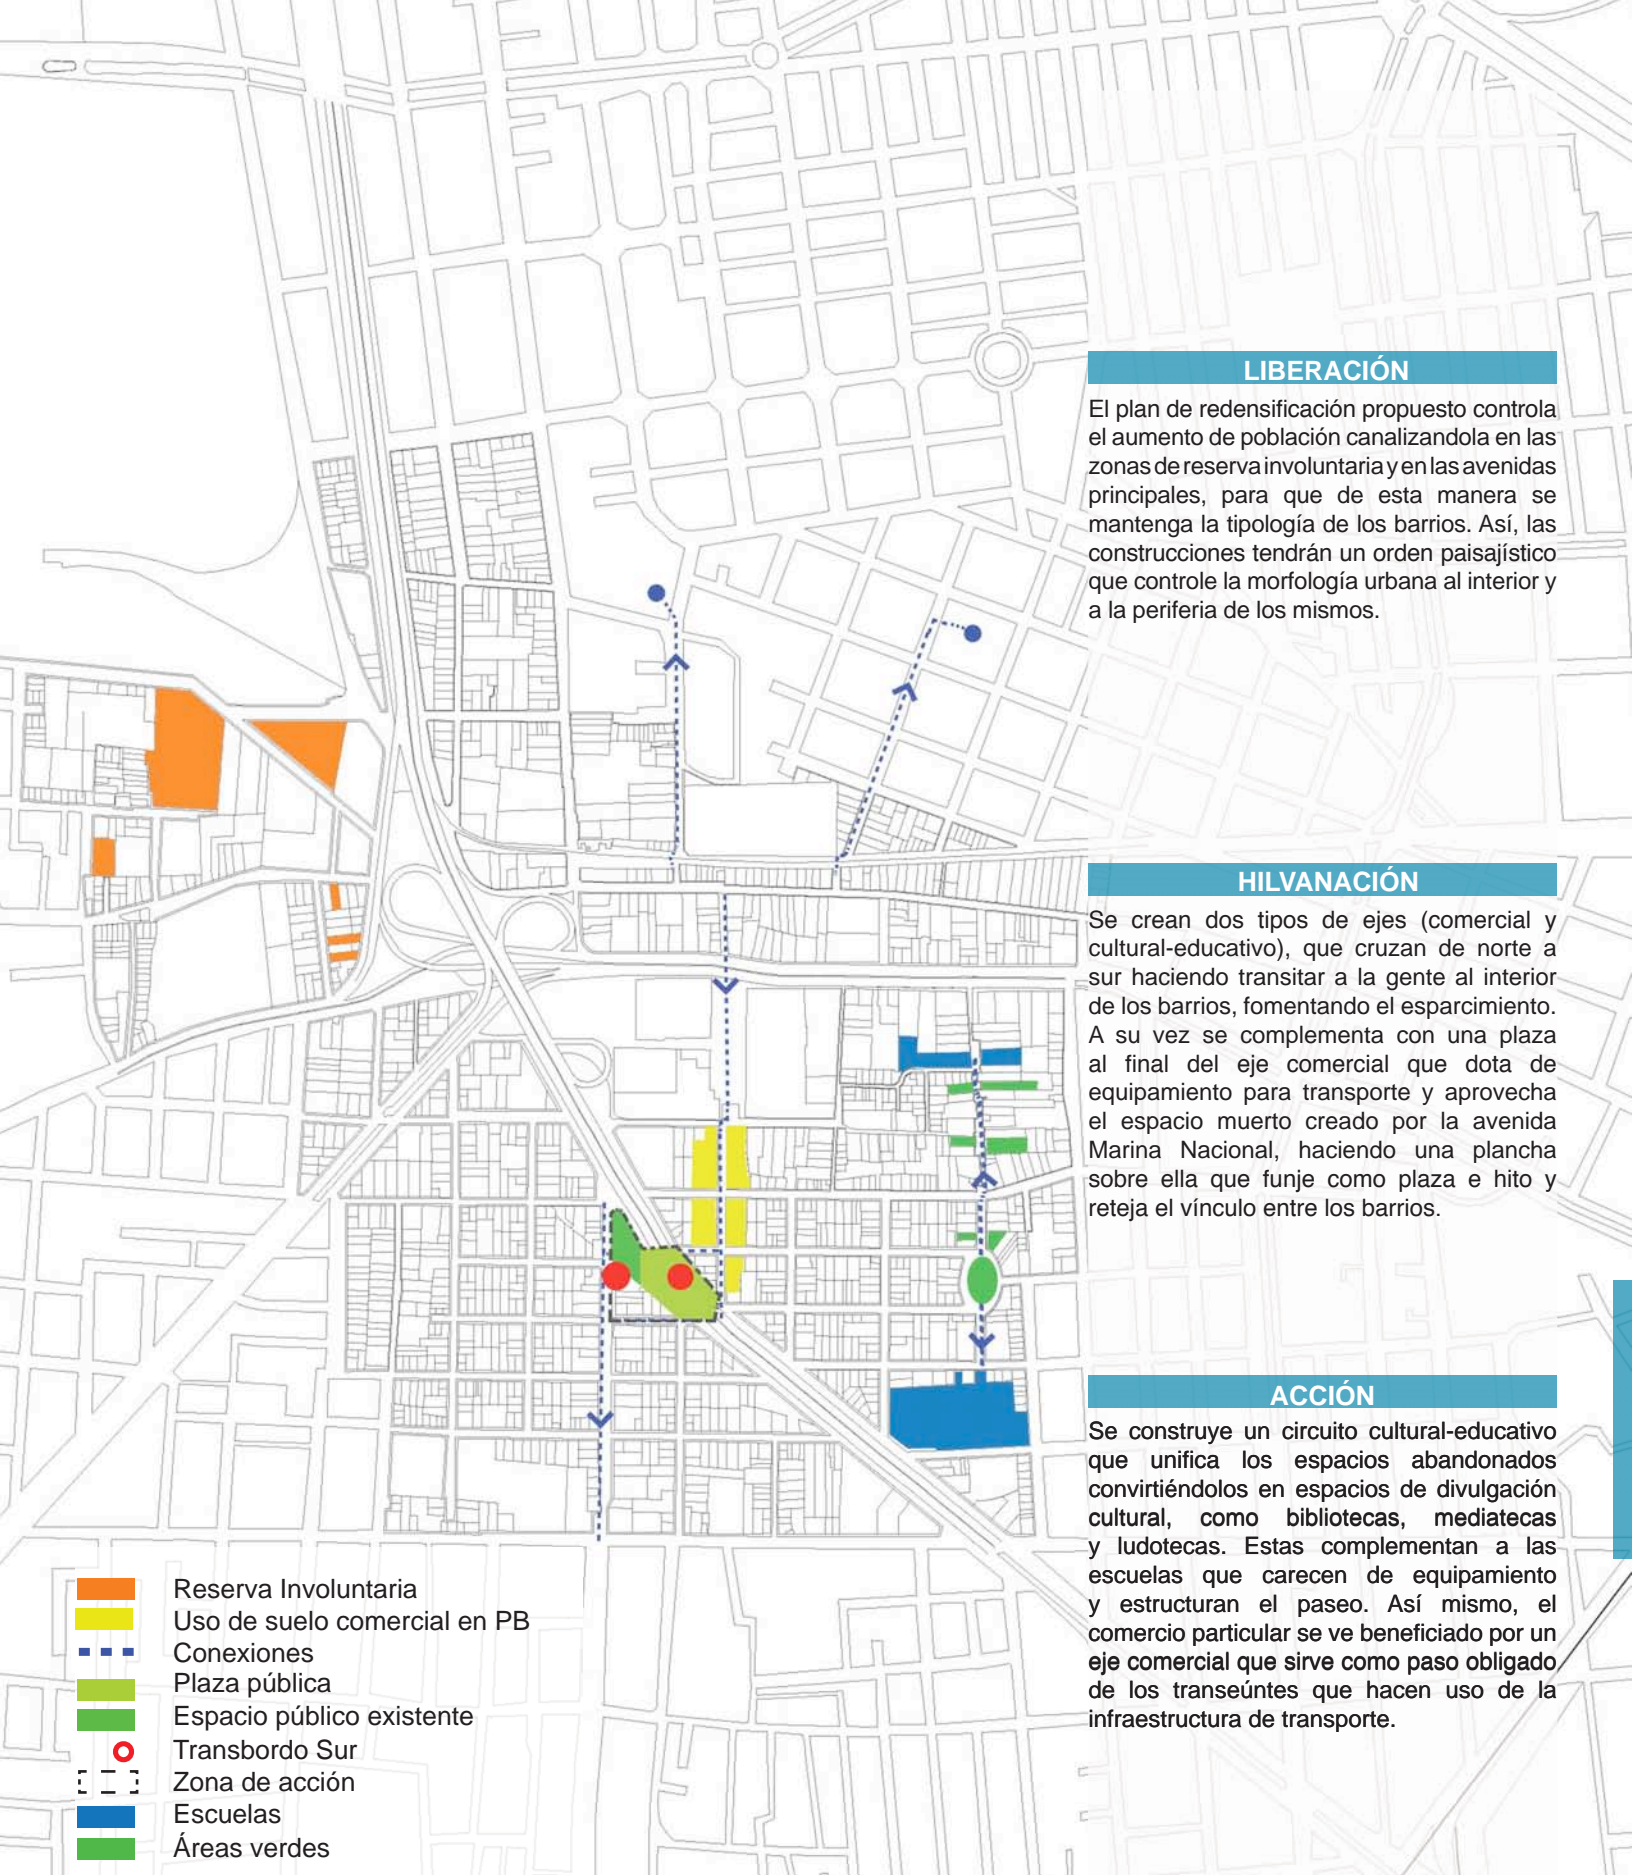 LIBERACIÓN
El plan de redensificación propuesto controla
el aumento de población canalizandola en las
zonas de reserva involuntaria y en las avenidas
principales, para que de esta manera se
mantenga la tipología de los barrios. Así, las
construcciones tendrán un orden paisajístico
que controle la morfología urbana al interior y
a la periferia de los mismos.
HILVANACIÓN
Se crean dos tipos de ejes (comercial y
cultural-educativo), que cruzan de norte a
sur haciendo transitar a la gente al interior
de los barrios, fomentando el esparcimiento.
A su vez se complementa con una plaza
al final del eje comercial que dota de
equipamiento para transporte y aprovecha
el espacio muerto creado por la avenida
Marina Nacional, haciendo una plancha
sobre ella que funje como plaza e hito y
reteja el vínculo entre los barrios.
ACCIÓN
Se construye un circuito cultural-educativo
que unifica los espacios abandonados
convirtiéndolos en espacios de divulgación
cultural, como bibliotecas, mediatecas
y ludotecas. Estas complementan a las
escuelas que carecen de equipamiento
y estructuran el paseo. Así mismo, el
comercio particular se ve beneficiado por un
eje comercial que sirve como paso obligado
de los transeúntes que hacen uso de la
infraestructura de transporte.
Reserva Involuntaria
Uso de suelo comercial en PB
Conexiones
Plaza pública
Espacio público existente
Transbordo Sur
Zona de acción
Escuelas
Áreas verdes